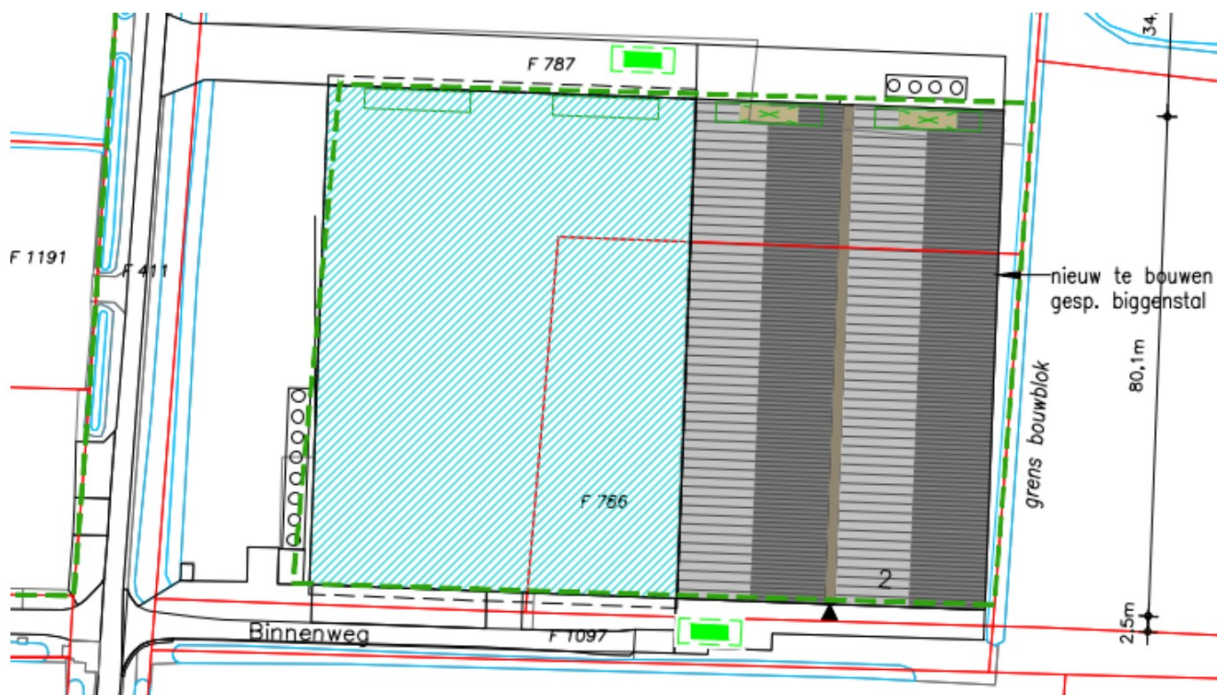 34,
F 787
F 1191
F 411
nieuw te bouwen
gesp. biggenstal
80,1m
grens bouwblok
F 766
2
2,5m
Binnenweg
F 1097